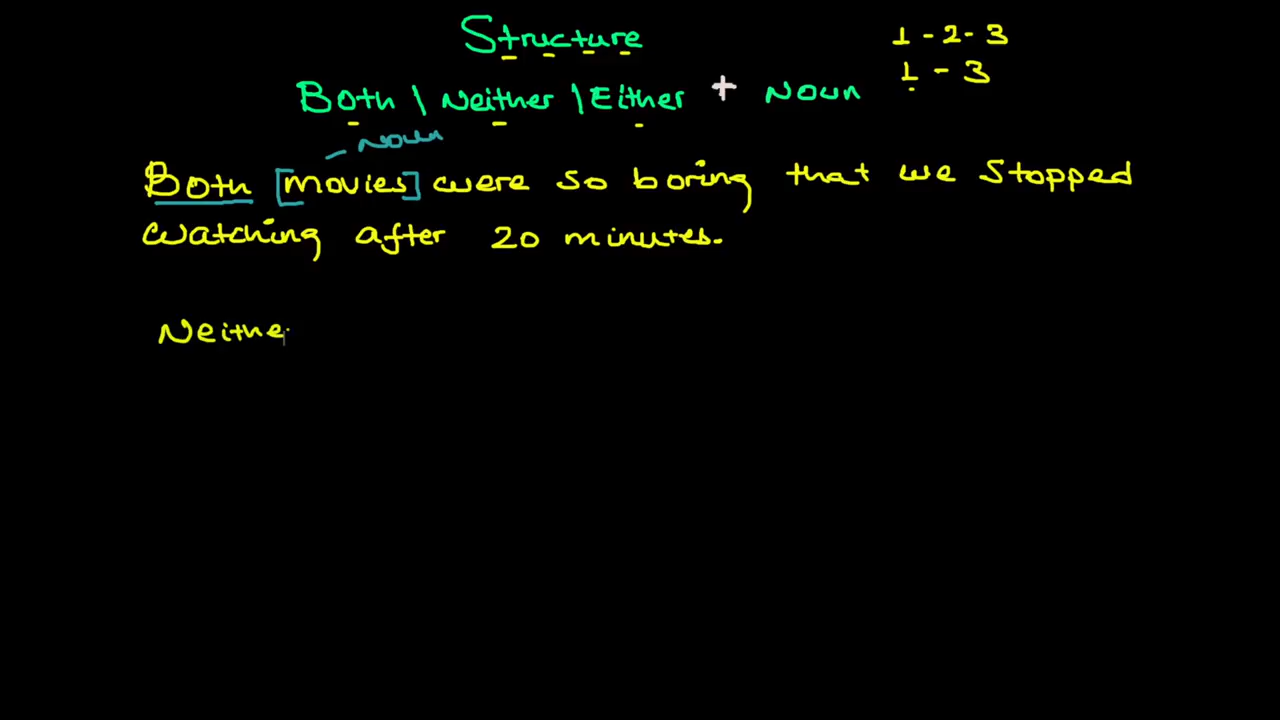 Structure
1 - 2 - 3
1 - 3
Both \ Neither \ Either + Noun
- Noun
Both [movies] were so boring that we stopped
watching after 20 minutes.
Neithe